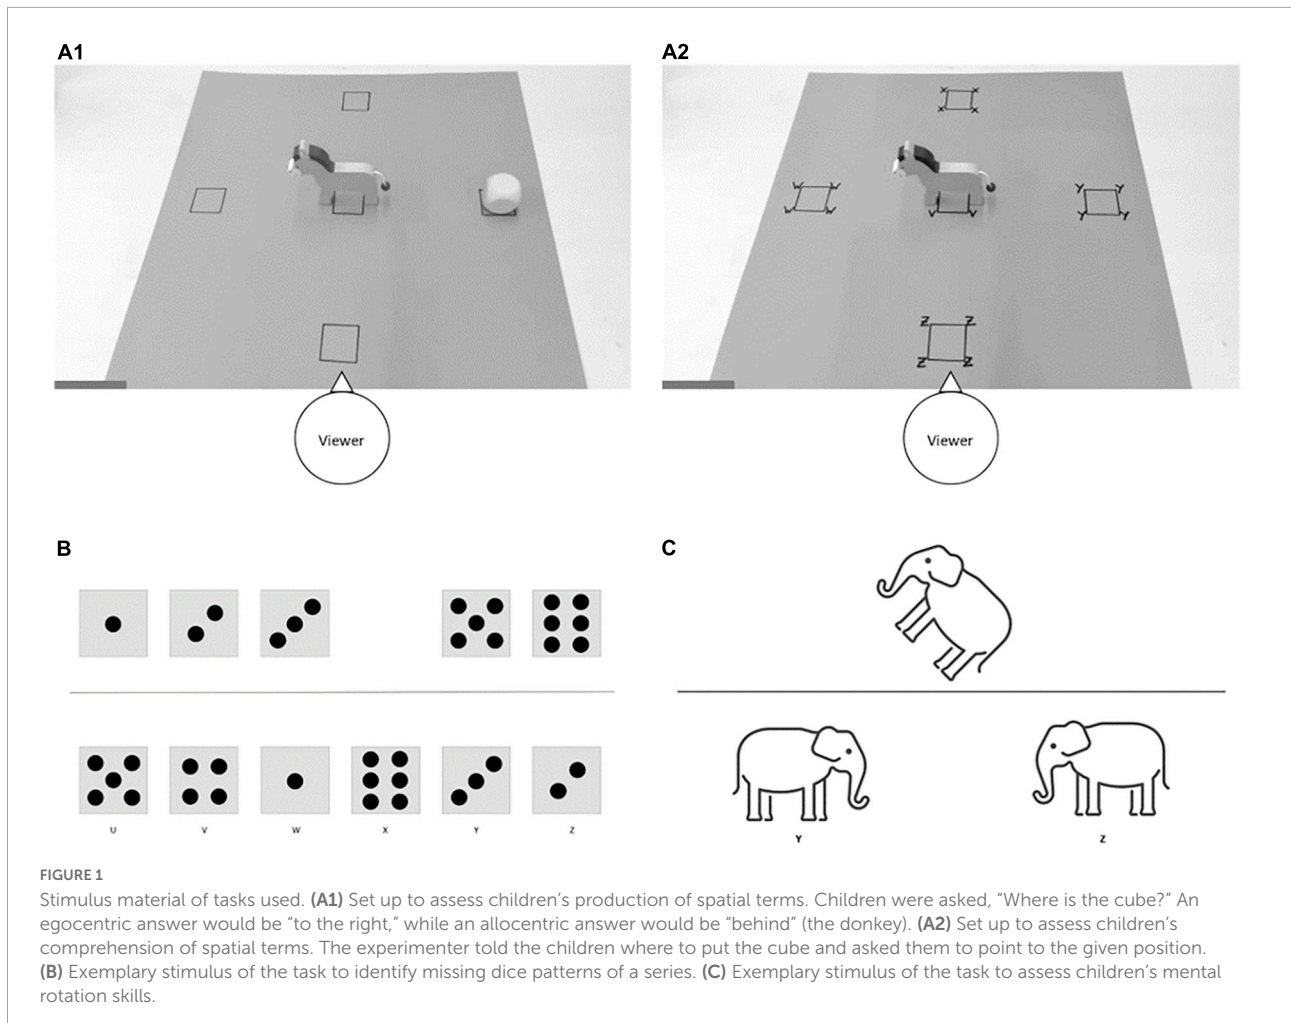 A1
A2
X X
X X
W W Y Y
W W V V Y Y
Z Z
Z Z
Viewer
Viewer
B
C
U V W X Y Z
Y Z
FIGURE 1
Stimulus material of tasks used. (A1) Set up to assess children’s production of spatial terms. Children were asked, “Where is the cube?” An
egocentric answer would be “to the right,” while an allocentric answer would be “behind” (the donkey). (A2) Set up to assess children’s
comprehension of spatial terms. The experimenter told the children where to put the cube and asked them to point to the given position.
(B) Exemplary stimulus of the task to identify missing dice patterns of a series. (C) Exemplary stimulus of the task to assess children’s mental
rotation skills.